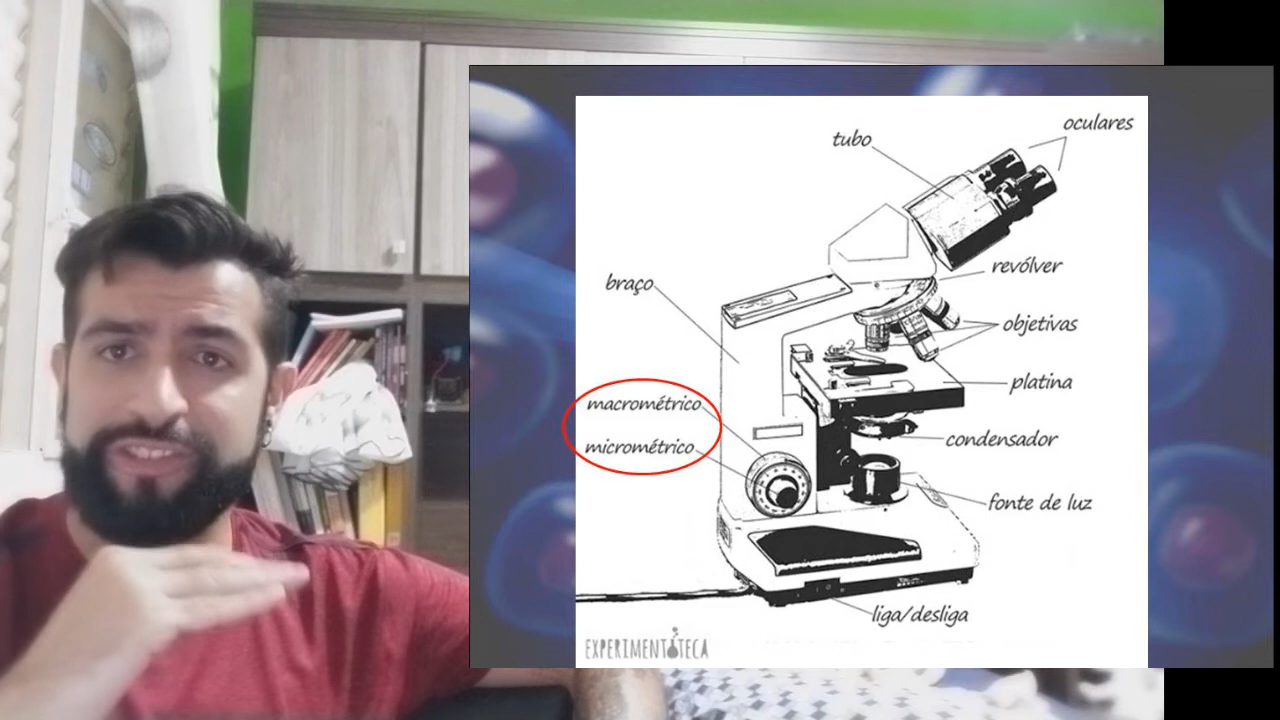 oculares
tubo
revólver
braço
objetivas
platina
macrométrico
condensador
micrométrico
fonte de luz
liga/desliga
EXPERIMENTOTECA